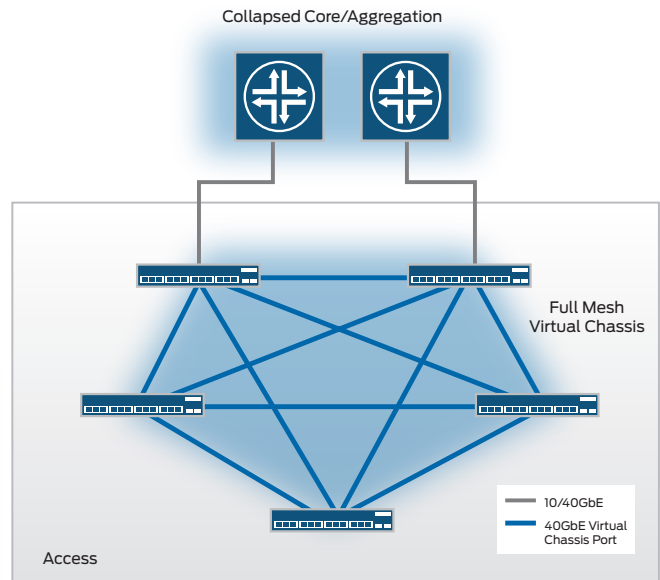 Collapsed Core/Aggregation
Full Mesh
Virtual Chassis
10/40GbE
40GbE Virtual
Chassis Port
Access